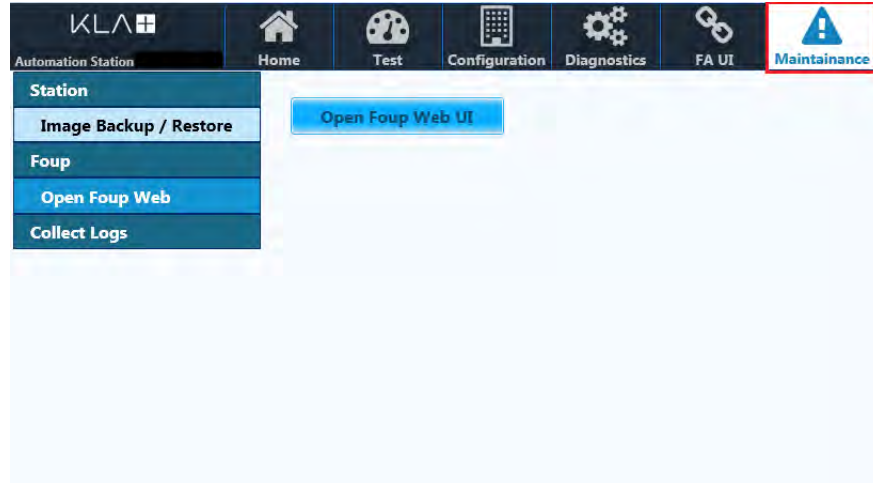 KLA+
Automation Station
Home
Test
Configuration
Diagnostics
FA UI
Maintainance
Station
Image Backup / Restore
Foup
Open Foup Web
Collect Logs
Open Foup Web UI